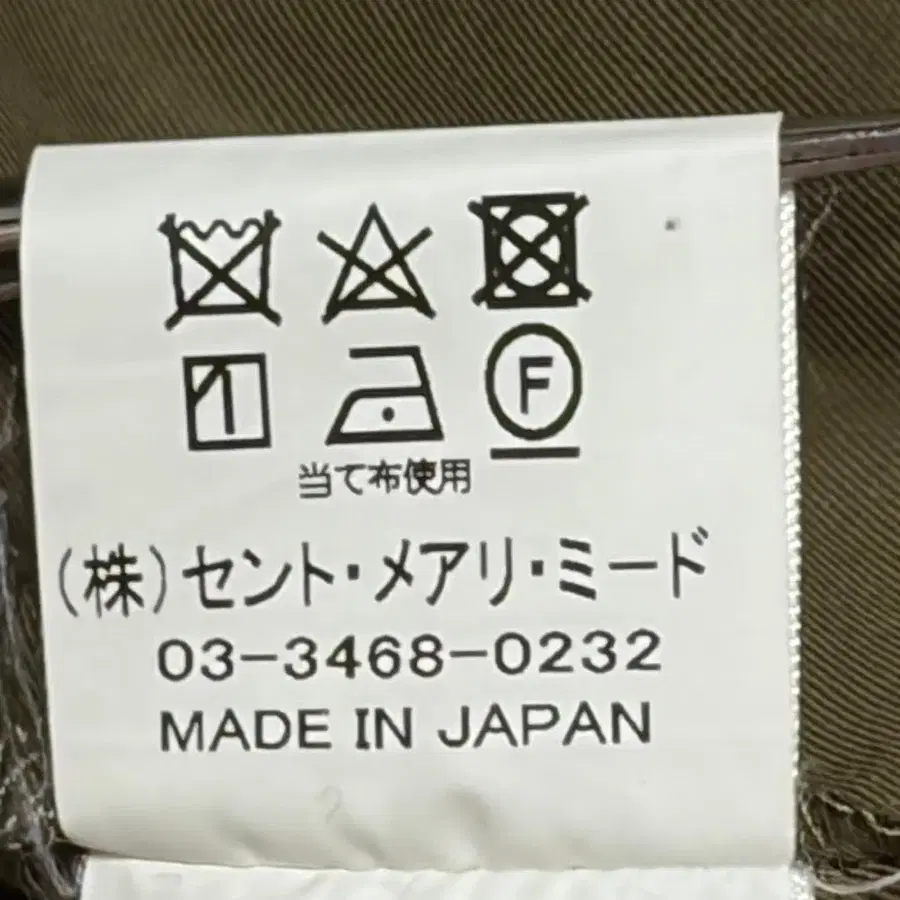 F
当て布使用
(株)セント・メアリ・ミード
03-3468-0232
MADE IN JAPAN